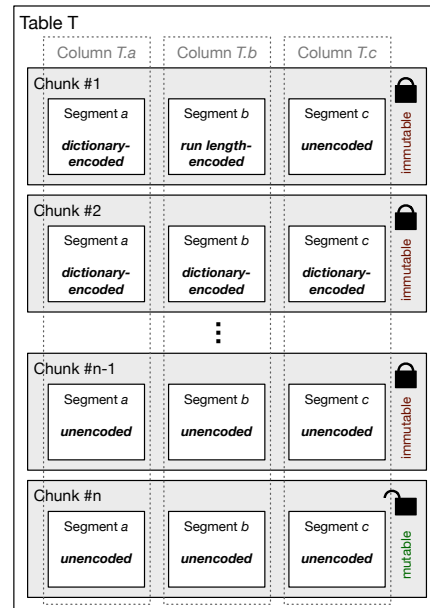 Table T
Column T.a Column T.b Column T.c
Chunk #1
Segment a Segment b Segment c
dictionary- run length- unencoded
encoded encoded
immutable
Chunk #2
Segment a Segment b Segment c
dictionary- dictionary- dictionary-
encoded encoded encoded
immutable
Chunk #n-1
Segment a Segment b Segment c
unencoded unencoded unencoded
immutable
Chunk #n
Segment a Segment b Segment c
unencoded unencoded unencoded
mutable